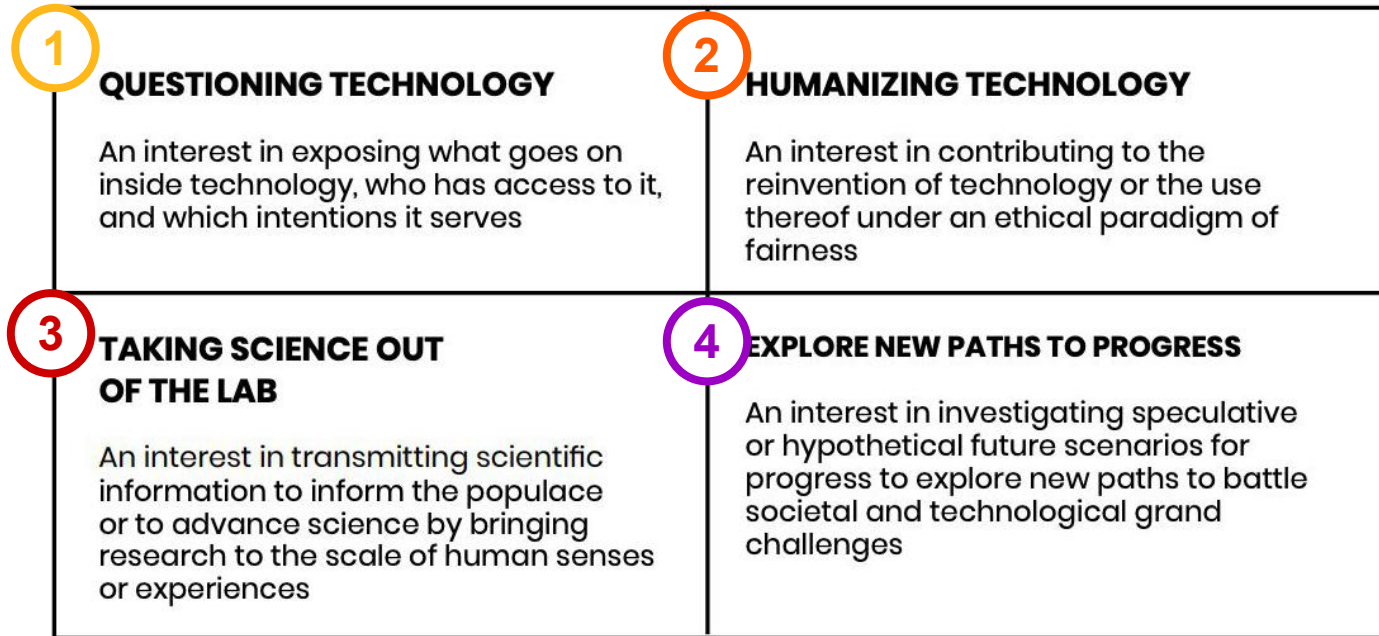 1
QUESTIONING TECHNOLOGY
An interest in exposing what goes on
inside technology, who has access to it,
and which intentions it serves
2
HUMANIZING TECHNOLOGY
An interest in contributing to the
reinvention of technology or the use
thereof under an ethical paradigm of
fairness
3
TAKING SCIENCE OUT
OF THE LAB
An interest in transmitting scientific
information to inform the populace
or to advance science by bringing
research to the scale of human senses
or experiences
4
EXPLORE NEW PATHS TO PROGRESS
An interest in investigating speculative
or hypothetical future scenarios for
progress to explore new paths to battle
societal and technological grand
challenges